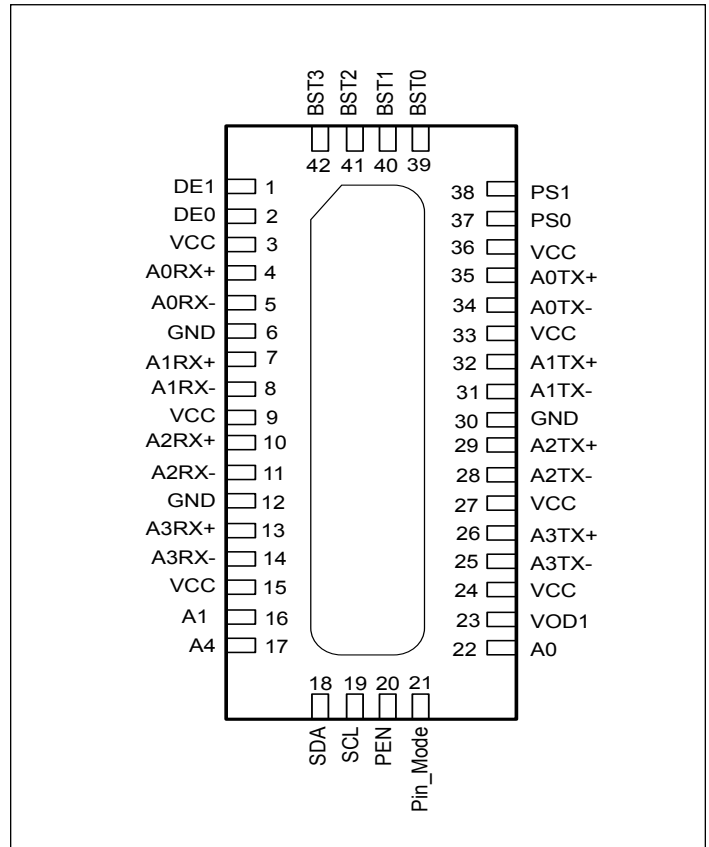 BST3
BST2
BST1
BST0
42 41 40 39
DE1 1
DE0 2
VCC 3
A0RX+ 4
A0RX- 5
GND 6
A1RX+ 7
A1RX- 8
VCC 9
A2RX+ 10
A2RX- 11
GND 12
A3RX+ 13
A3RX- 14
VCC 15
A1 16
A4 17
38 PS1
37 PS0
36 VCC
35 A0TX+
34 A0TX-
33 VCC
32 A1TX+
31 A1TX-
30 GND
29 A2TX+
28 A2TX-
27 VCC
26 A3TX+
25 A3TX-
24 VCC
23 VOD1
22 A0
18 19 20 21
SDA
SCL
PEN
Pin_Mode